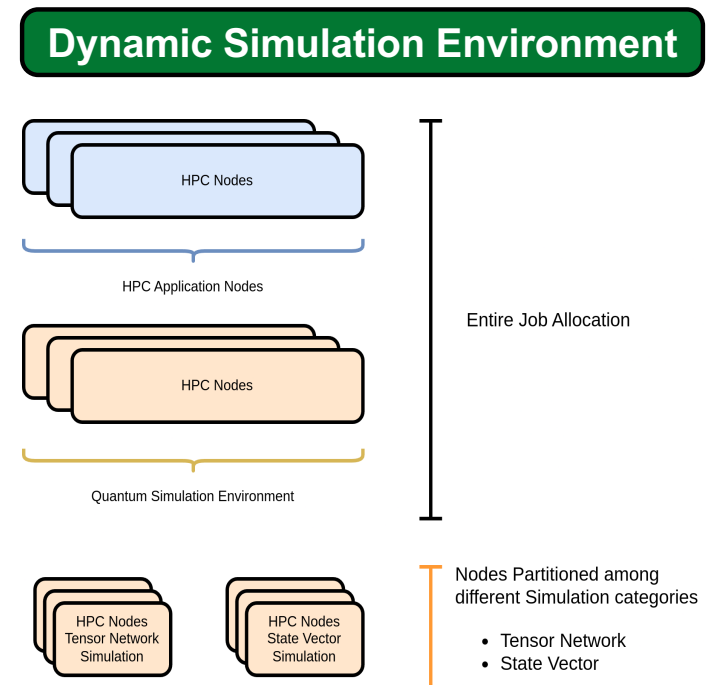 Dynamic Simulation Environment
HPC Nodes
HPC Application Nodes
Entire Job Allocation
HPC Nodes
Quantum Simulation Environment
HPC Nodes
Tensor Network
Simulation
HPC Nodes
State Vector
Simulation
Nodes Partitioned among
different Simulation categories
• Tensor Network
• State Vector